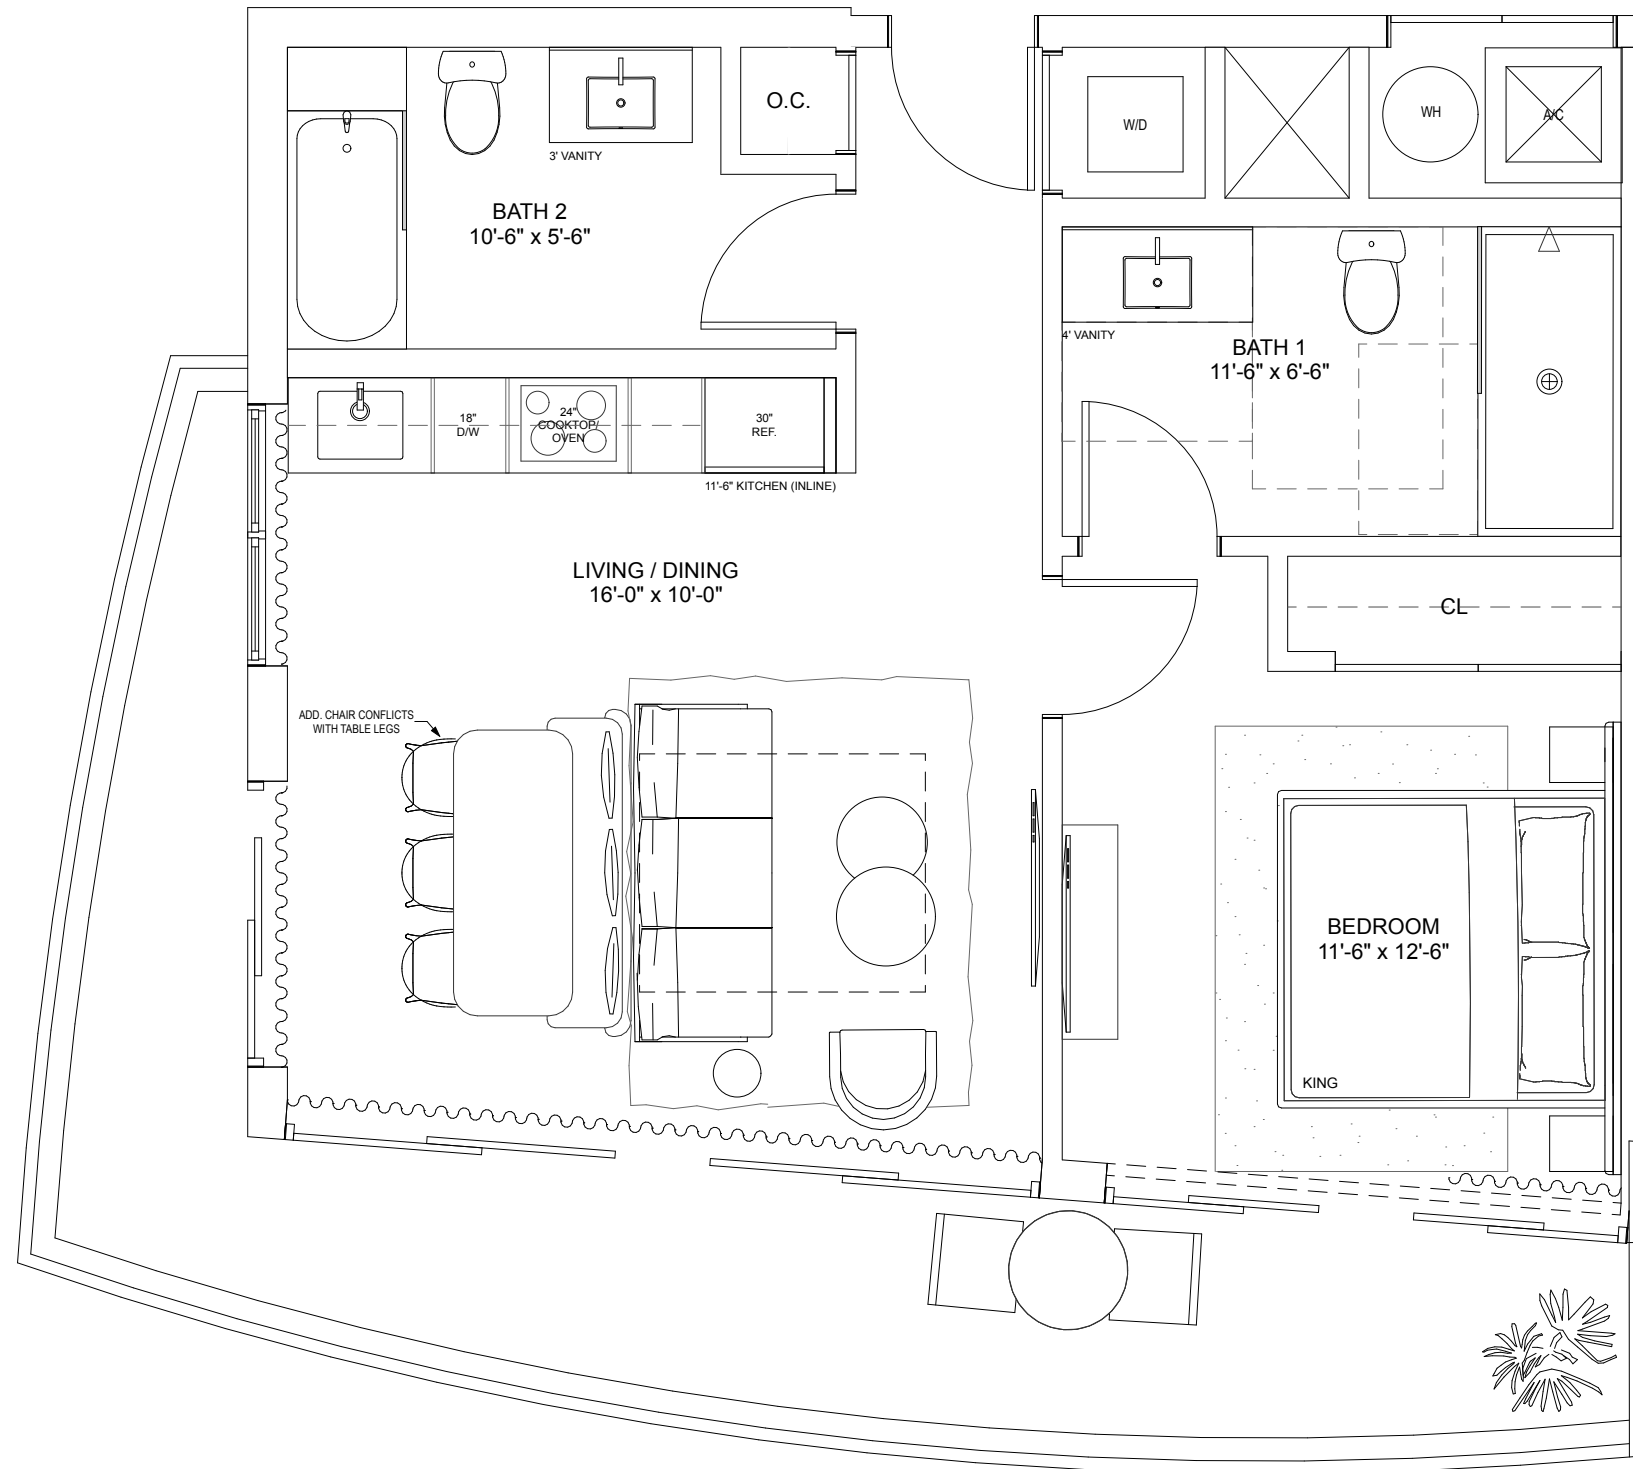 O.C.
W/D
WH
A/C
3' VANITY
BATH 2
10'-6" x 5'-6"
4' VANITY
BATH 1
11'-6" x 6'-6"
18"
D/W
24"
COOKTOP/
OVEN
30"
REF.
11'-6" KITCHEN (INLINE)
LIVING / DINING
16'-0" x 10'-0"
CL
ADD. CHAIR CONFLICTS
WITH TABLE LEGS
BEDROOM
11'-6" x 12'-6"
KING